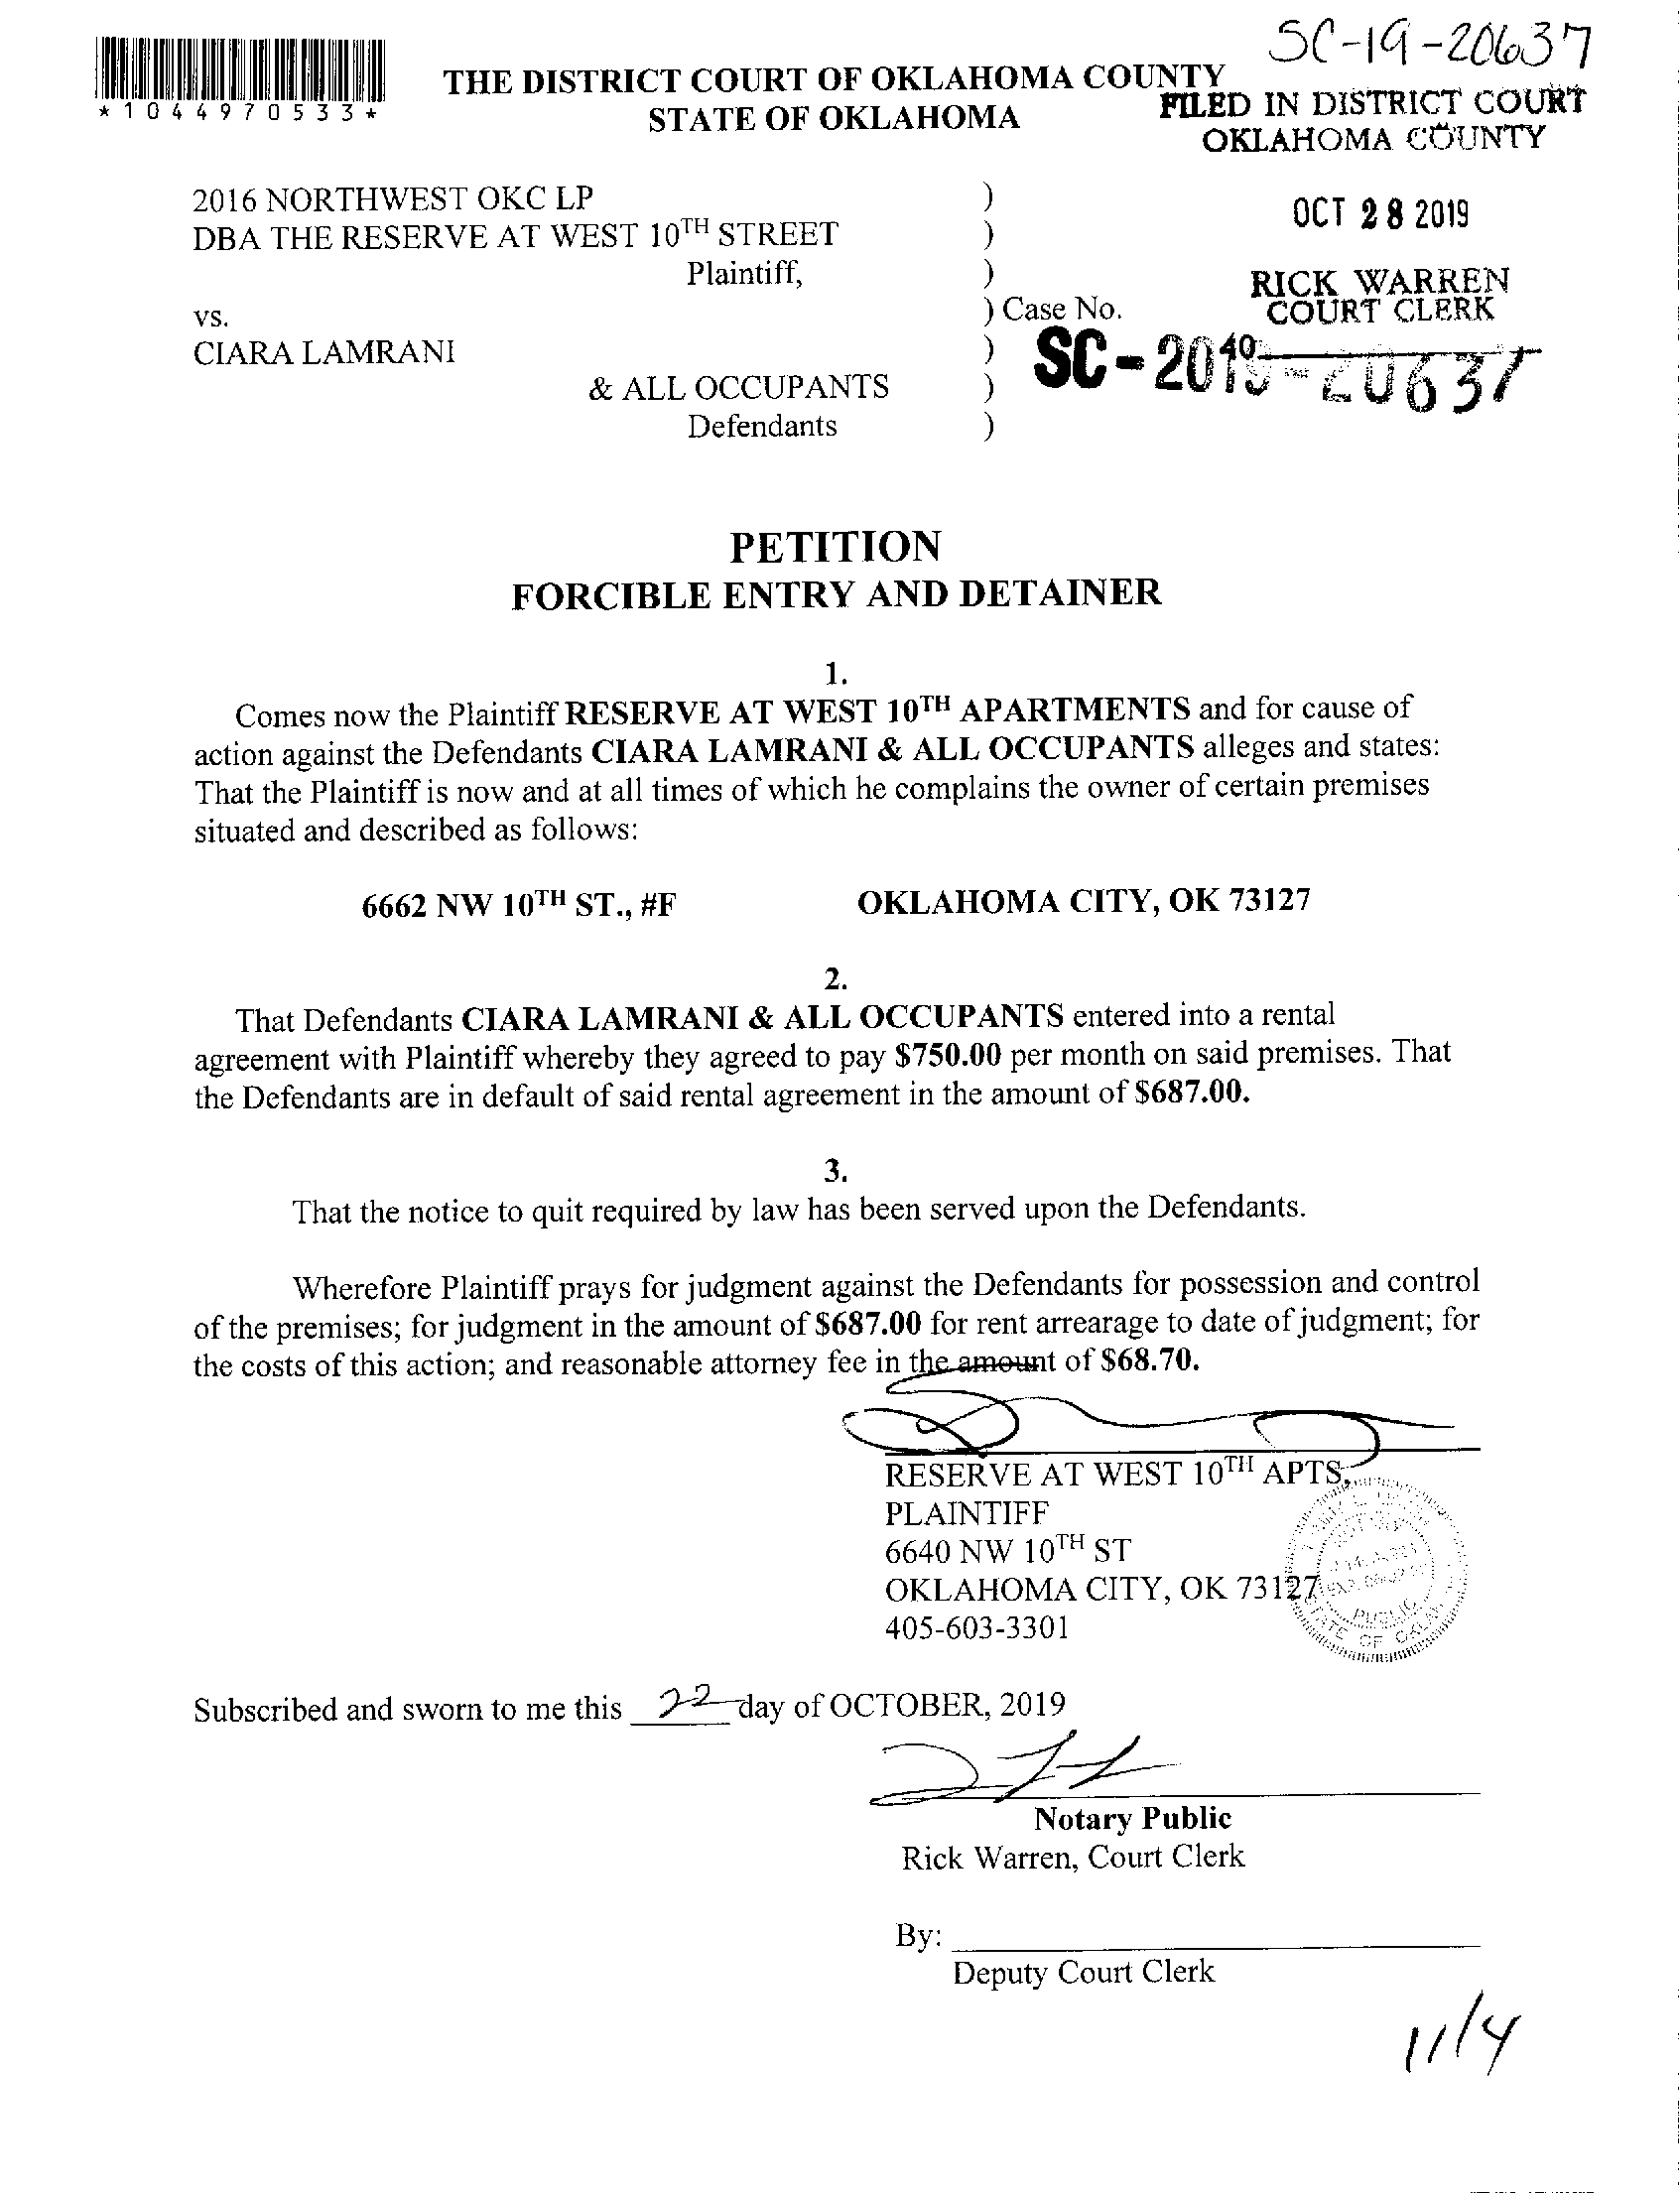 SC-19-20637
*1044970533*
THE DISTRICT COURT OF OKLAHOMA COUNTY
STATE OF OKLAHOMA
FILED IN DISTRICT COURT
OKLAHOMA COUNTY
OCT 28 2019
RICK WARREN
COURT CLERK
2016 NORTHWEST OKC LP )
DBA THE RESERVE AT WEST 10TH STREET )
Plaintiff, )
vs. ) Case No.
CIARA LAMRANI )
& ALL OCCUPANTS )
Defendants )
SC-2019-20637
40
PETITION
FORCIBLE ENTRY AND DETAINER
1.
Comes now the Plaintiff RESERVE AT WEST 10TH APARTMENTS and for cause of
action against the Defendants CIARA LAMRANI & ALL OCCUPANTS alleges and states:
That the Plaintiff is now and at all times of which he complains the owner of certain premises
situated and described as follows:
6662 NW 10TH ST., #F OKLAHOMA CITY, OK 73127
2.
That Defendants CIARA LAMRANI & ALL OCCUPANTS entered into a rental
agreement with Plaintiff whereby they agreed to pay $750.00 per month on said premises. That
the Defendants are in default of said rental agreement in the amount of $687.00.
3.
That the notice to quit required by law has been served upon the Defendants.
Wherefore Plaintiff prays for judgment against the Defendants for possession and control
of the premises; for judgment in the amount of $687.00 for rent arrearage to date of judgment; for
the costs of this action; and reasonable attorney fee in the amount of $68.70.
RESERVE AT WEST 10TH APTS,
PLAINTIFF
6640 NW 10TH ST
OKLAHOMA CITY, OK 73127
405-603-3301
PUBLIC
STATE OF OKLA
Subscribed and sworn to me this 22 day of OCTOBER, 2019
Notary Public
Rick Warren, Court Clerk
By:
Deputy Court Clerk
11/4